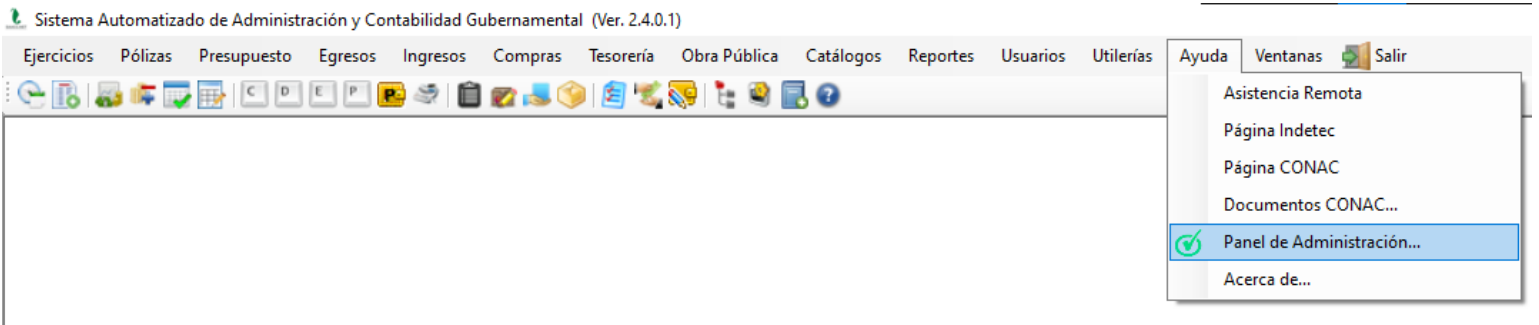 Sistema Automatizado de Administración y Contabilidad Gubernamental (Ver. 2.4.0.1)
Ejercicios Pólizas Presupuesto Egresos Ingresos Compras Tesorería Obra Pública Catálogos Reportes Usuarios Utilerías Ayuda Ventanas Salir
C D E P P
Asistencia Remota
Página Indetec
Página CONAC
Documentos CONAC...
Panel de Administración...
Acerca de...